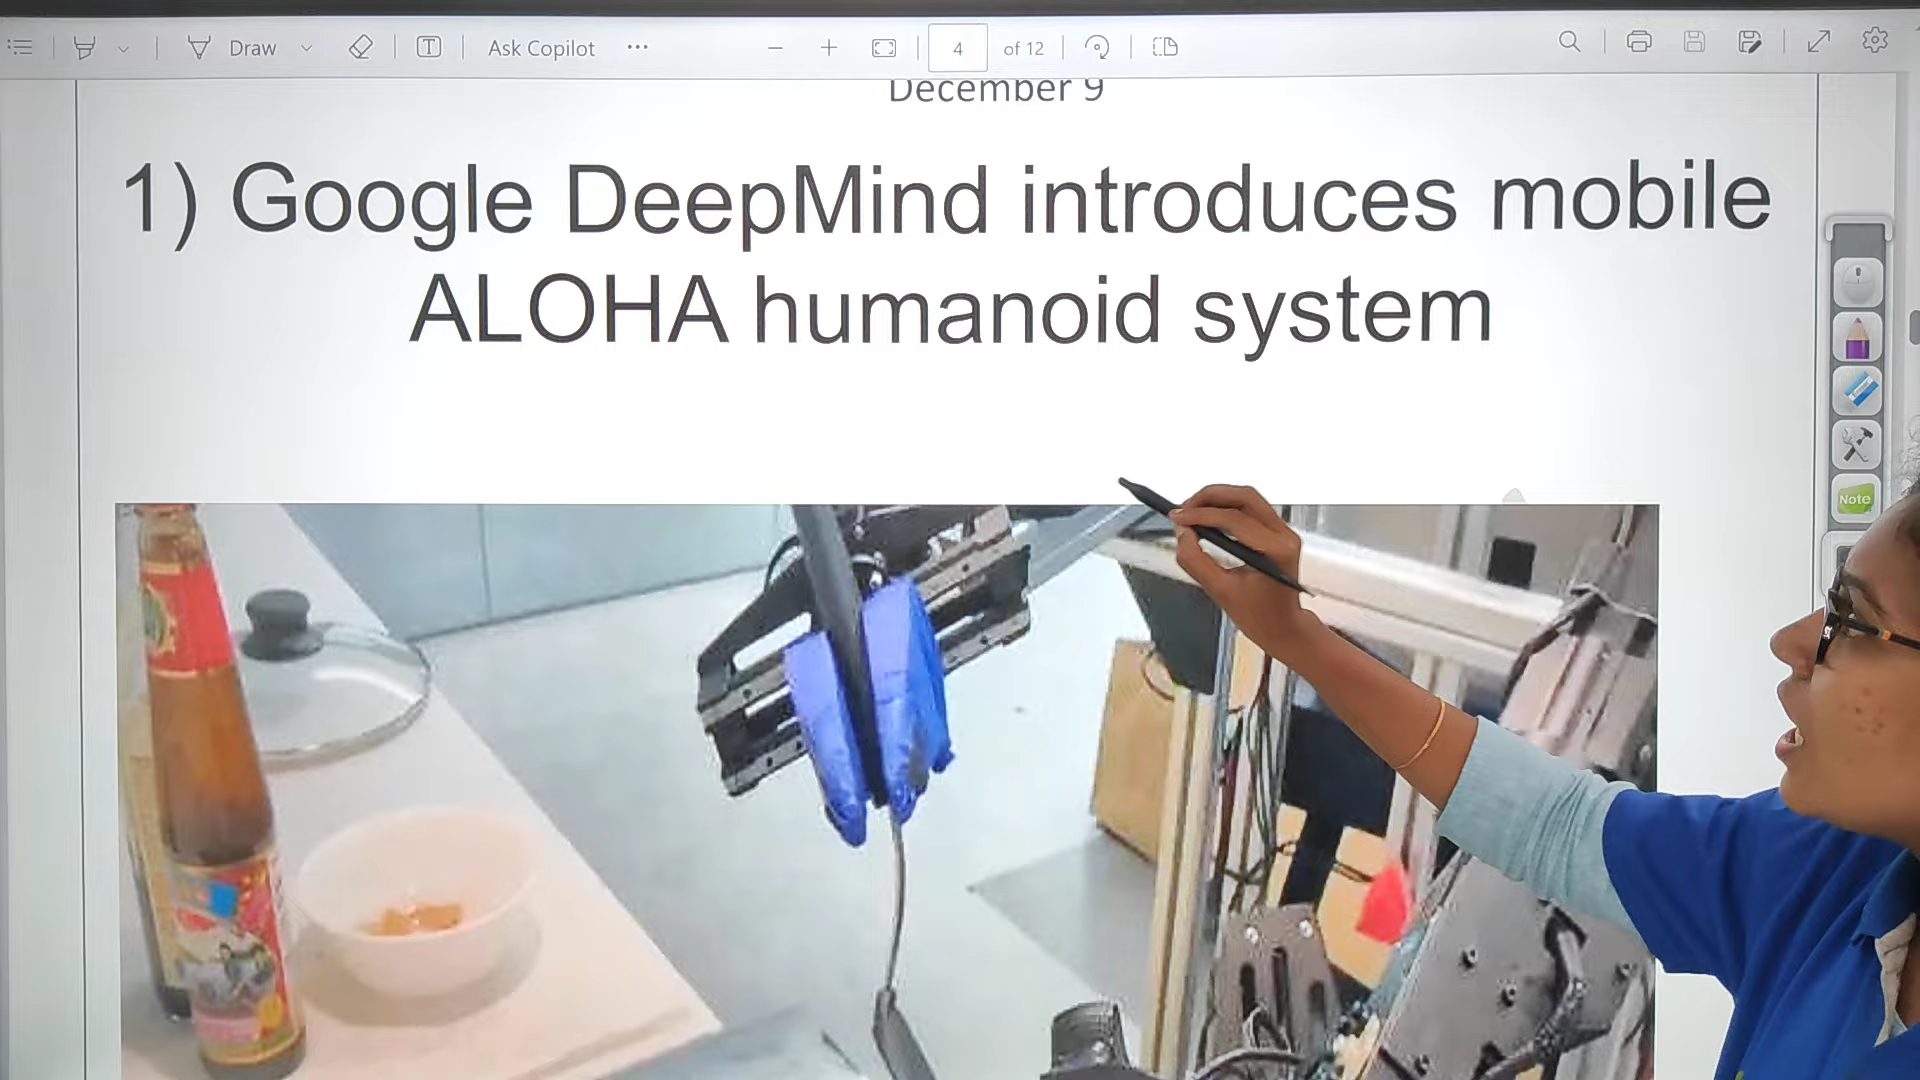 Draw
Ask Copilot
4 of 12
December 9
1) Google DeepMind introduces mobile
ALOHA humanoid system
Note